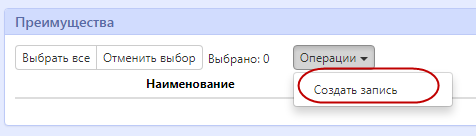 Преимущества
Выбрать все Отменить выбор Выбрано: 0 Операции
Создать запись
Наименование